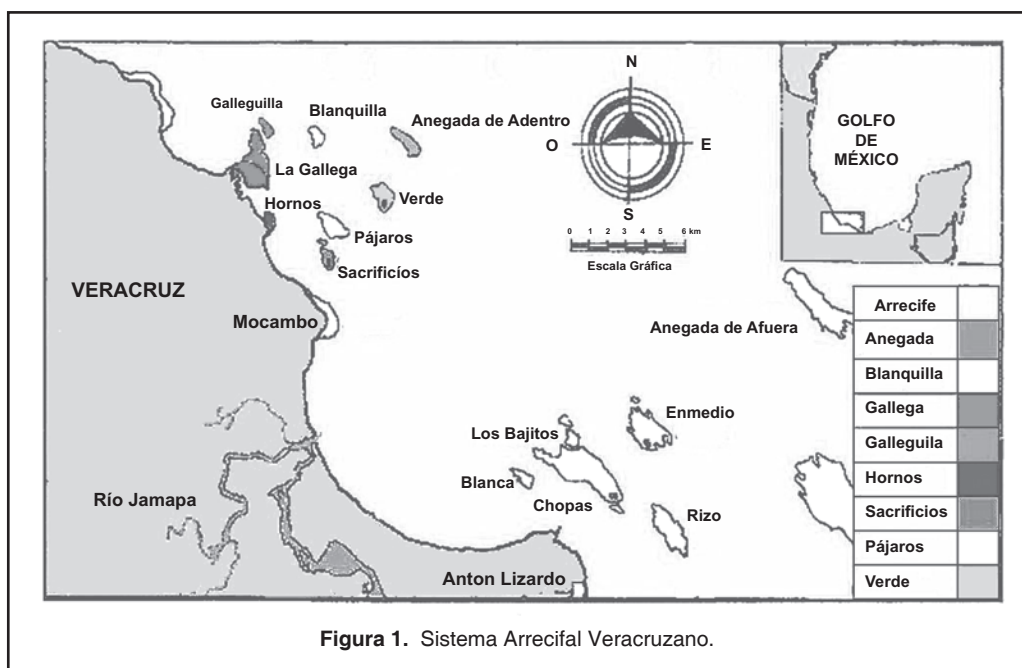 N
Galleguilla
Blanquilla
Anegada de Adentro
O
E
GOLFO
DE
MÉXICO
La Gallega
Verde
Hornos
S
0 1 2 3 4 5 6 km
Escala Gráfica
Pájaros
Sacrificíos
VERACRUZ
Mocambo
Anegada de Afuera
Arrecife
Anegada
Blanquilla
Gallega
Galleguila
Hornos
Sacrificios
Pájaros
Verde
Enmedio
Los Bajitos
Blanca
Chopas
Rizo
Río Jamapa
Anton Lizardo
Figura 1. Sistema Arrecifal Veracruzano.